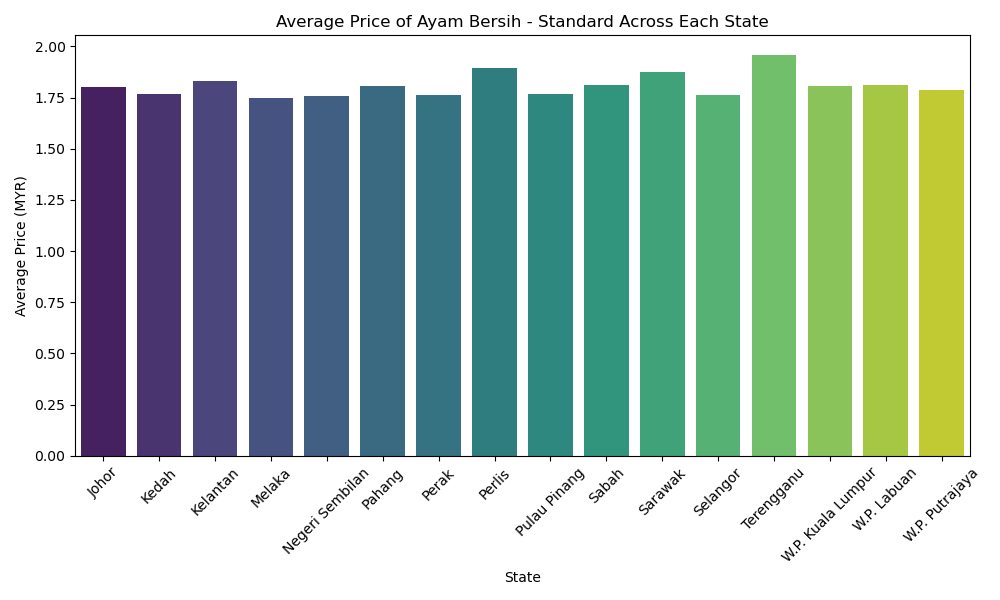 Average Price of Ayam Bersih - Standard Across Each State
Average Price (MYR)
2.00
1.75
1.50
1.25
1.00
0.75
0.50
0.25
0.00
Johor
Kedah
Kelantan
Melaka
Negeri Sembilan
Pahang
Perak
Perlis
Pulau Pinang
Sabah
Sarawak
Selangor
Terengganu
W.P. Kuala Lumpur
W.P. Labuan
W.P. Putrajaya
State